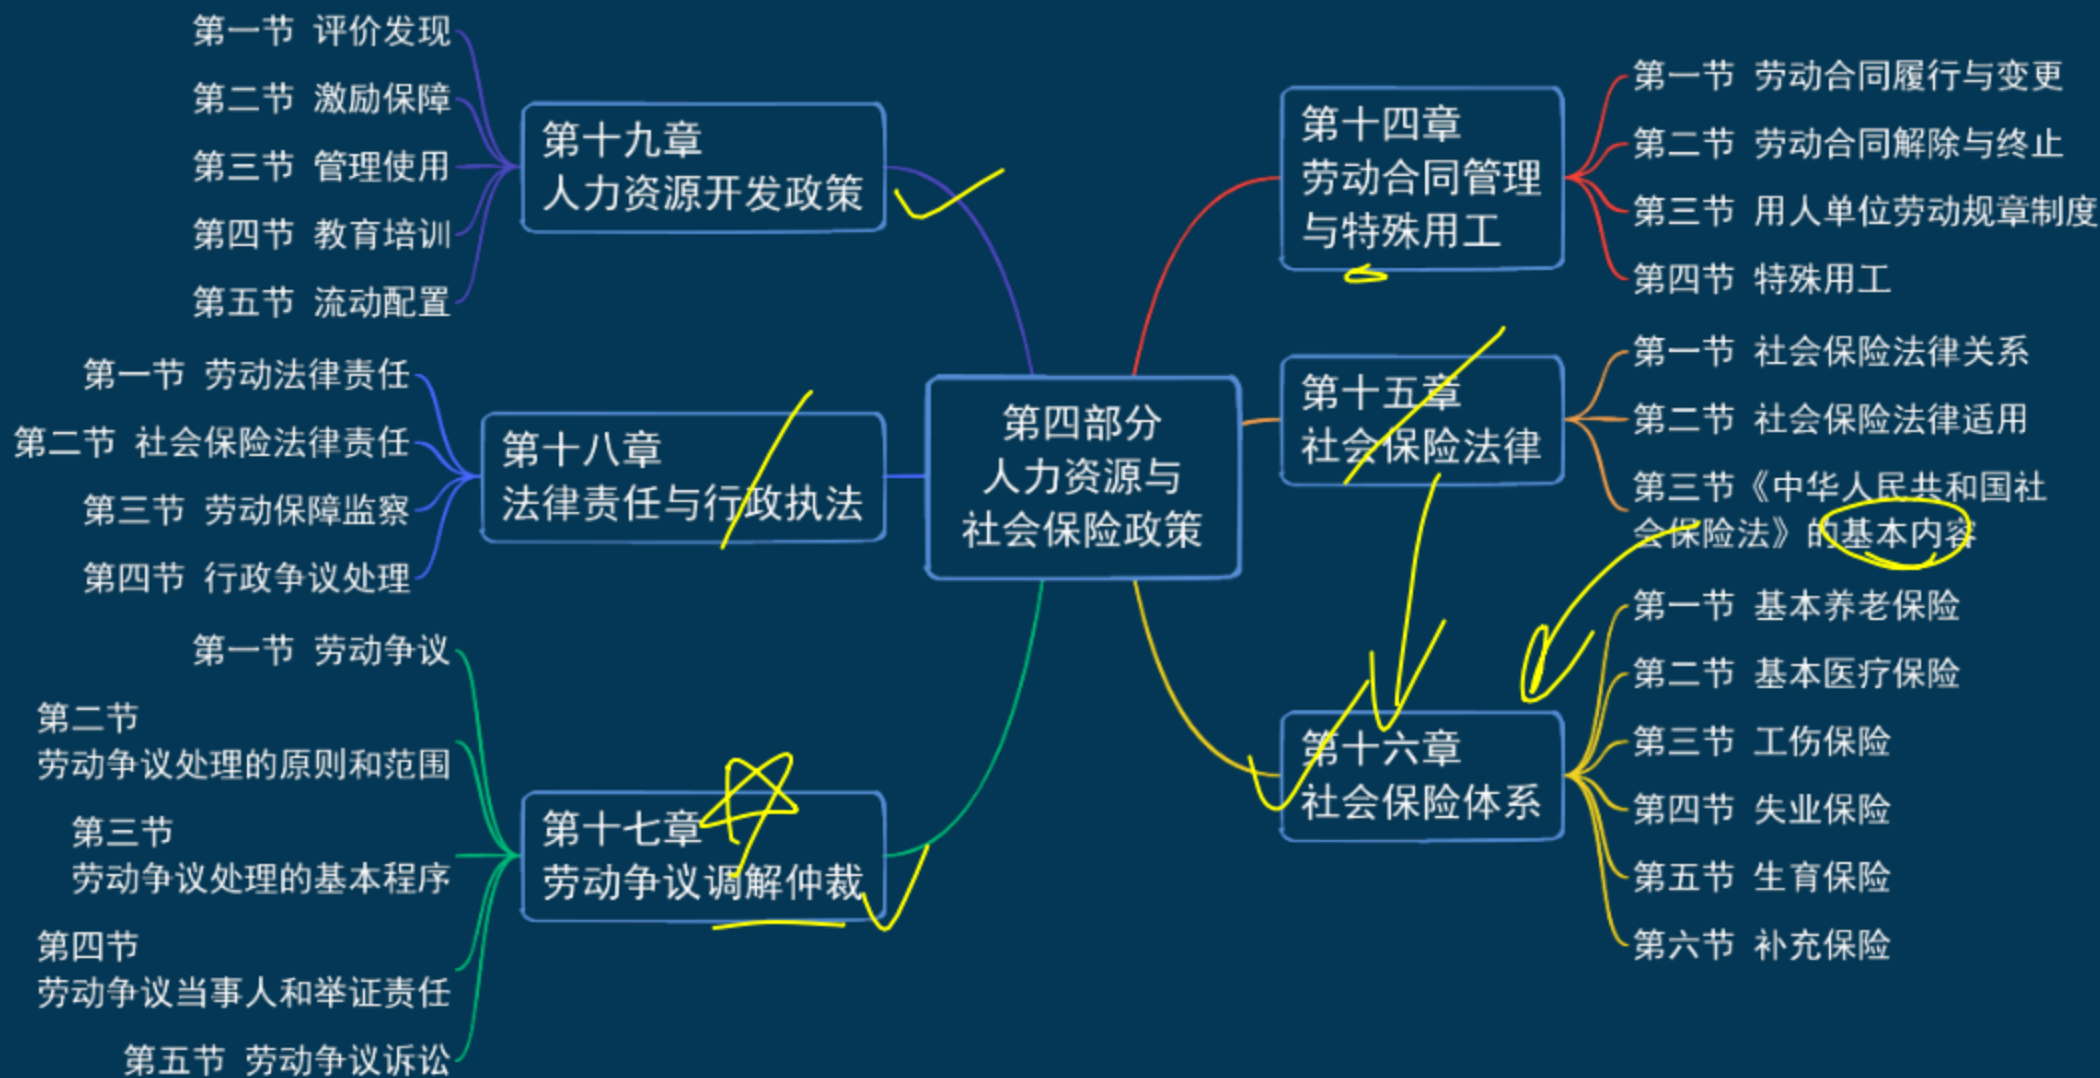 第四部分
人力资源与
社会保险政策
第十四章
劳动合同管理
与特殊用工
第一节 劳动合同履行与变更
第二节 劳动合同解除与终止
第三节 用人单位劳动规章制度
第四节 特殊用工
第十五章
社会保险法律
第一节 社会保险法律关系
第二节 社会保险法律适用
第三节《中华人民共和国社
会保险法》的基本内容
第十六章
社会保险体系
第一节 基本养老保险
第二节 基本医疗保险
第三节 工伤保险
第四节 失业保险
第五节 生育保险
第六节 补充保险
第十七章
劳动争议调解仲裁
第一节 劳动争议
第二节
劳动争议处理的原则和范围
第三节
劳动争议处理的基本程序
第四节
劳动争议当事人和举证责任
第五节 劳动争议诉讼
第十八章
法律责任与行政执法
第一节 劳动法律责任
第二节 社会保险法律责任
第三节 劳动保障监察
第四节 行政争议处理
第十九章
人力资源开发政策
第一节 评价发现
第二节 激励保障
第三节 管理使用
第四节 教育培训
第五节 流动配置